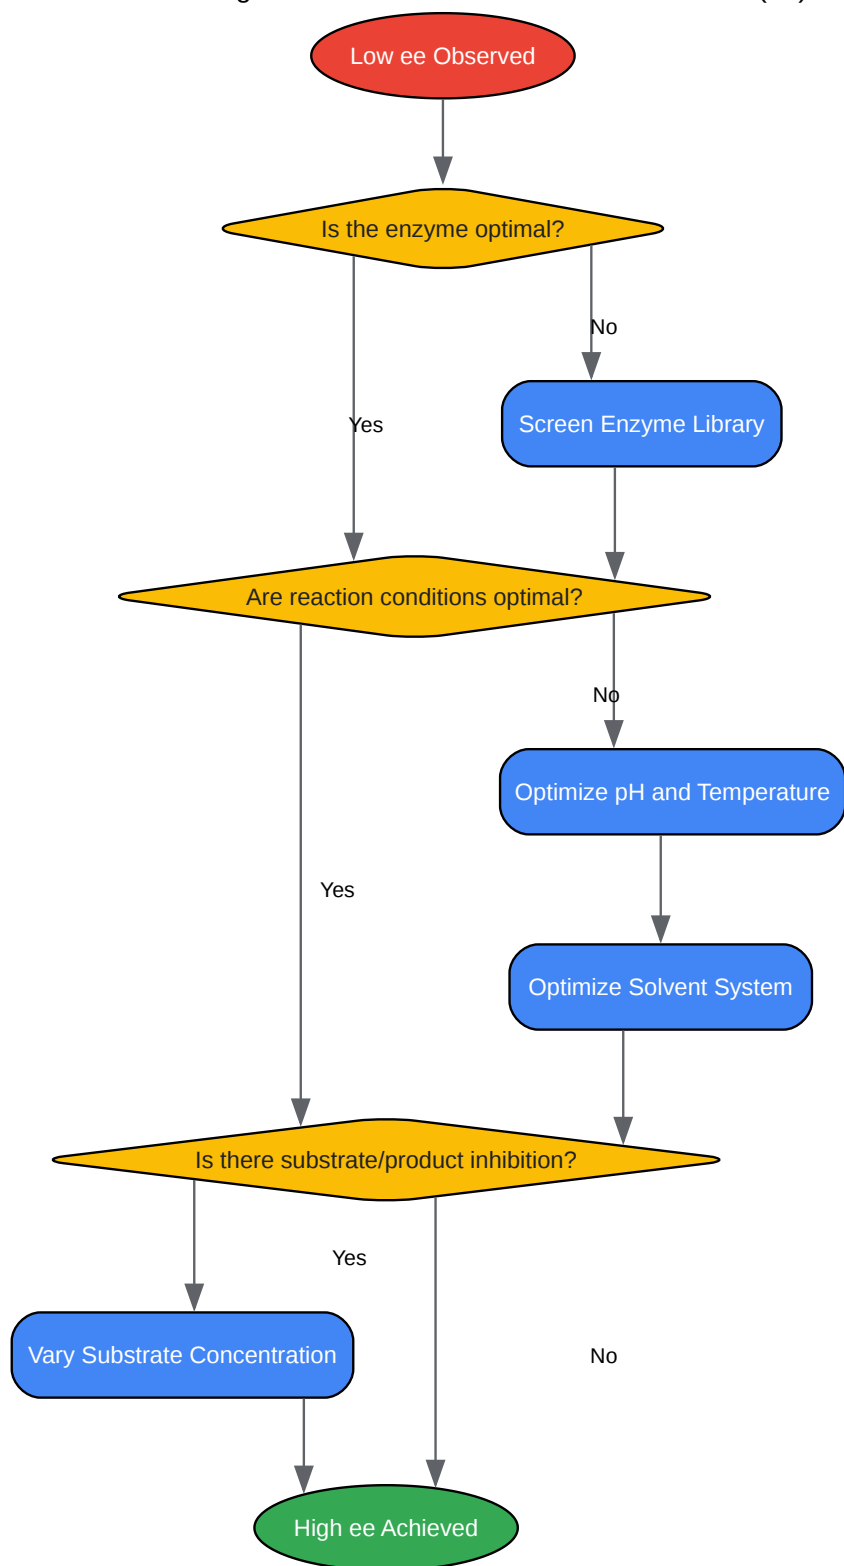 Low ee Observed
Is the enzyme optimal?
No
Screen Enzyme Library
Yes
Are reaction conditions optimal?
No
Optimize pH and Temperature
Yes
Optimize Solvent System
Is there substrate/product inhibition?
Yes
Vary Substrate Concentration
No
High ee Achieved